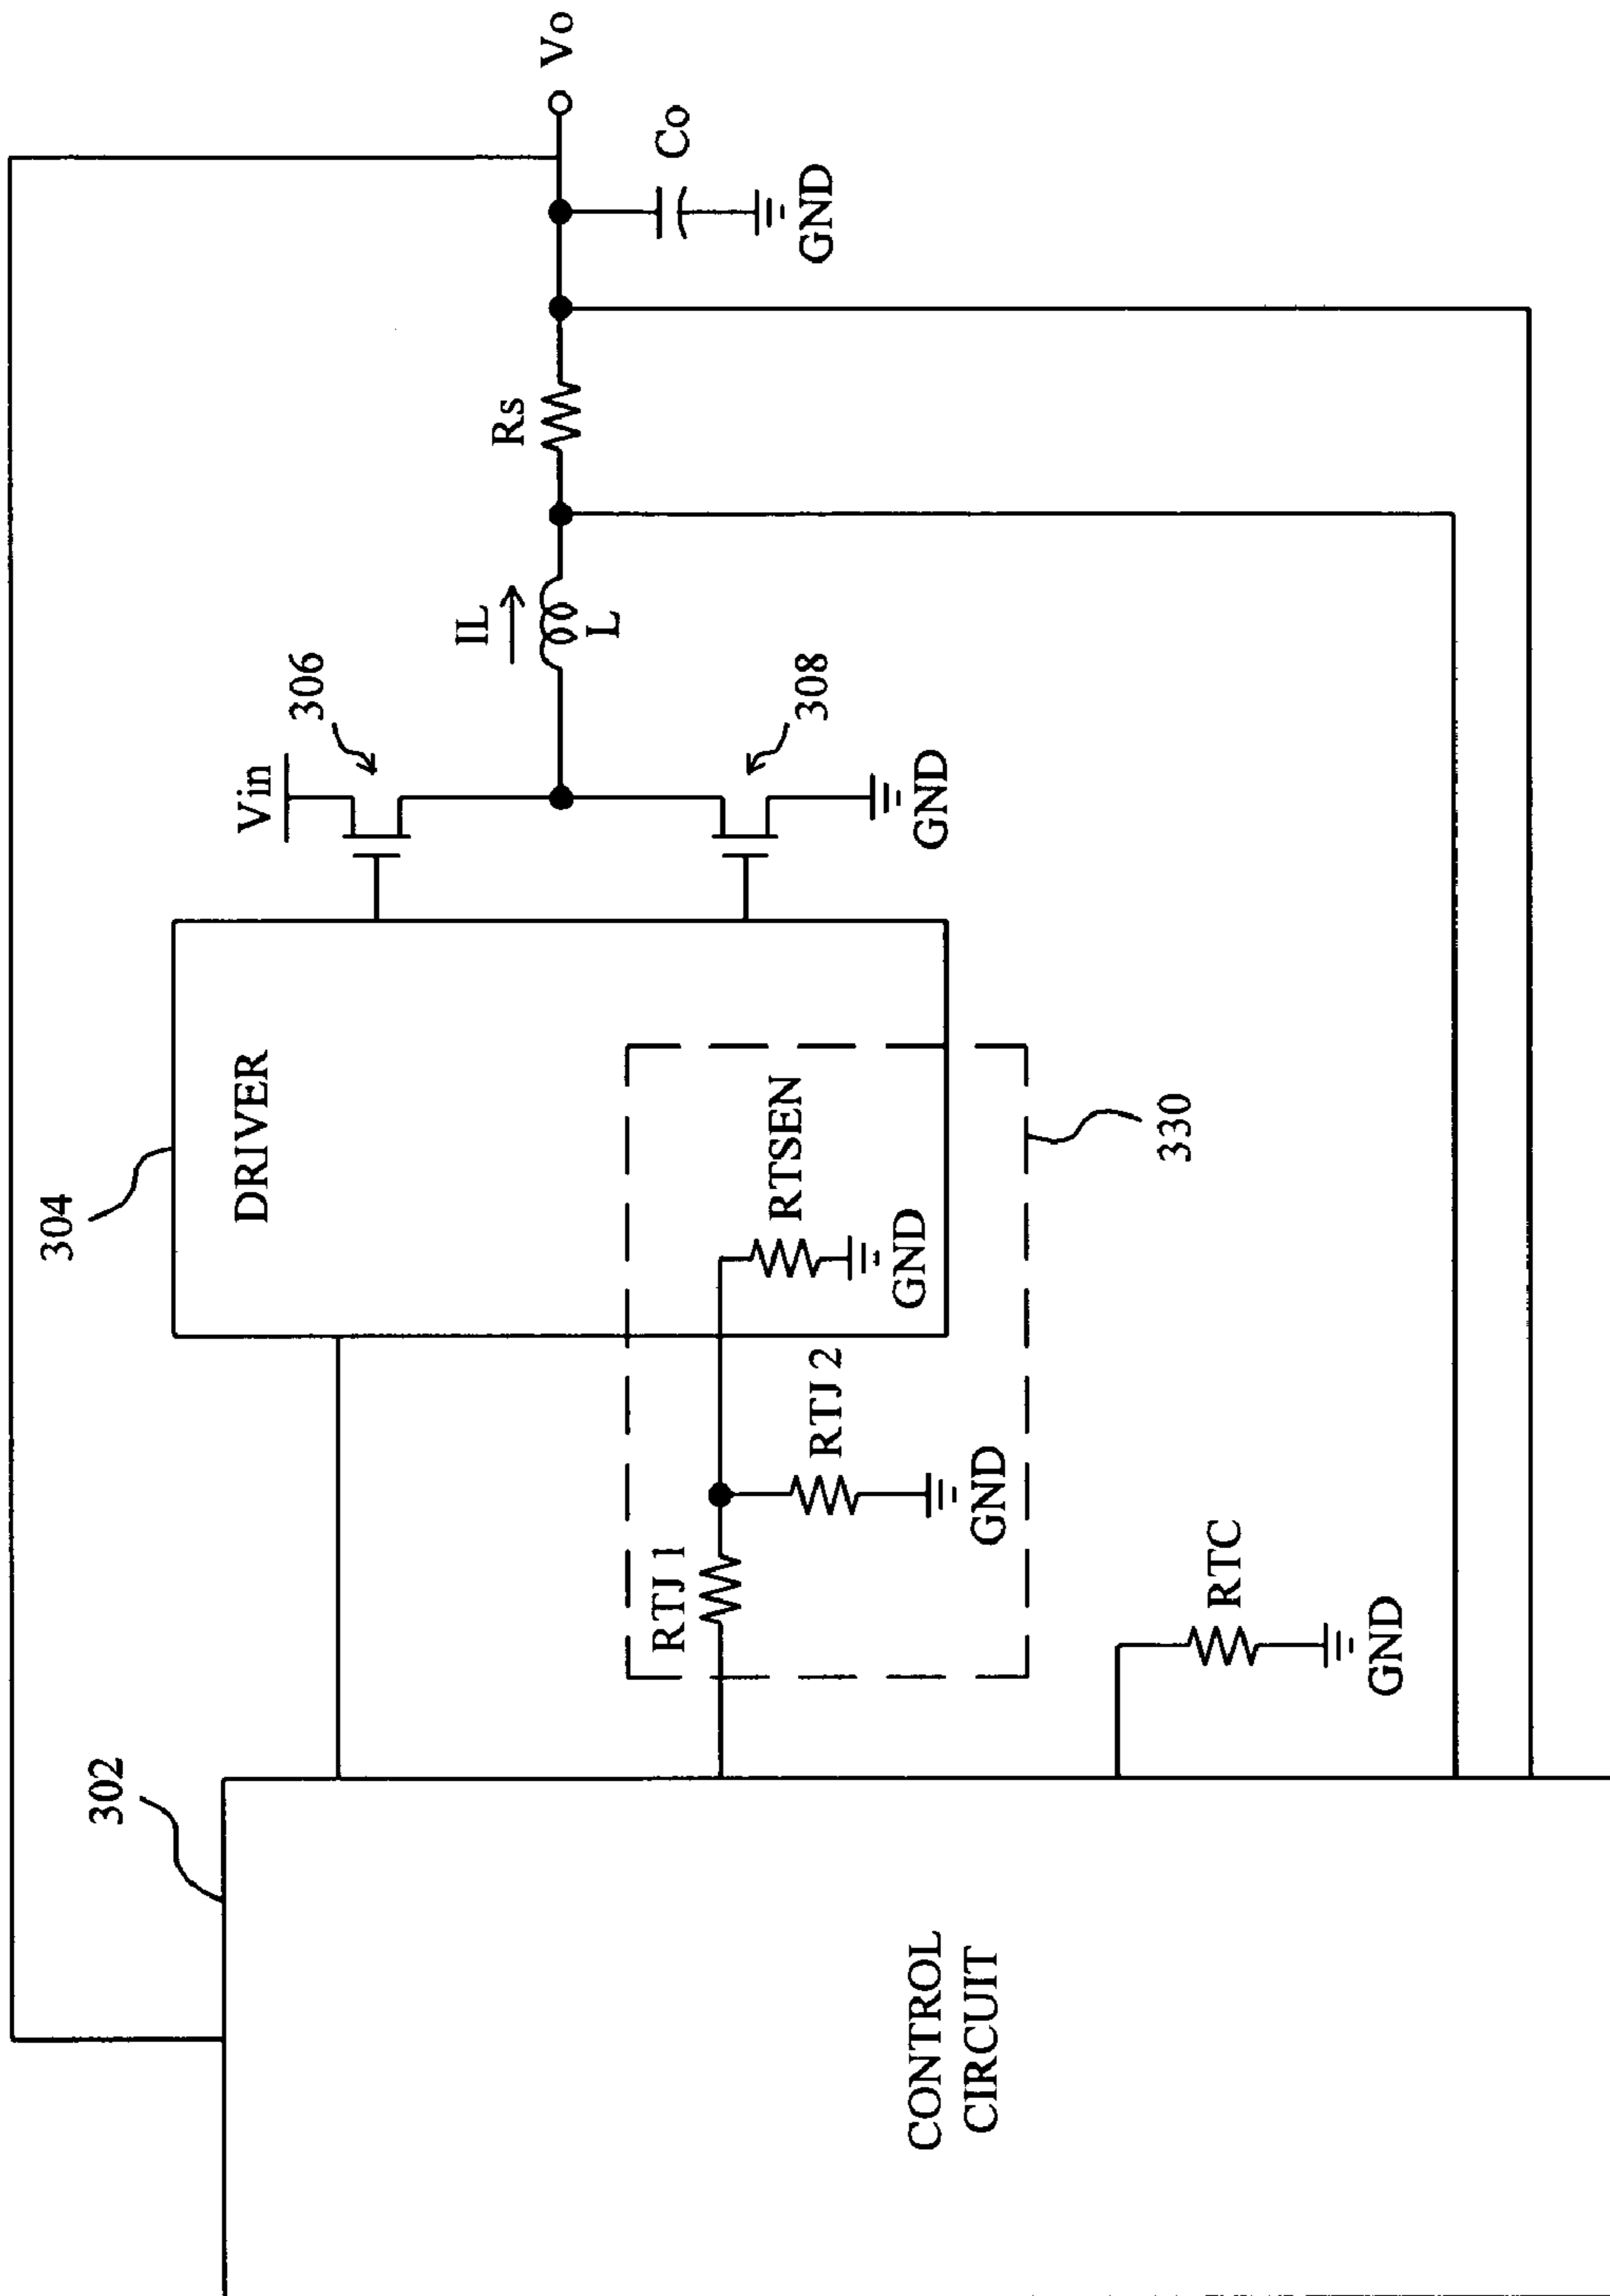 302
304
CONTROL
CIRCUIT
DRIVER
Vin
306
IL
L
308
GND
Rs
Vo
Co
GND
RTJ 1
RTJ 2
GND
RTSEN
GND
330
RTC
GND